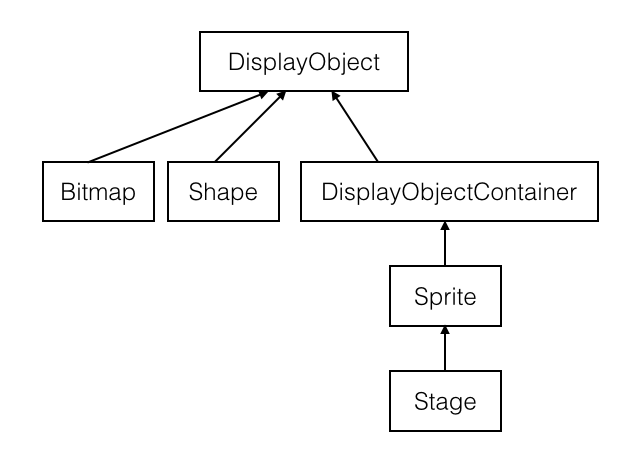 DisplayObject
Bitmap
Shape
DisplayObjectContainer
Sprite
Stage